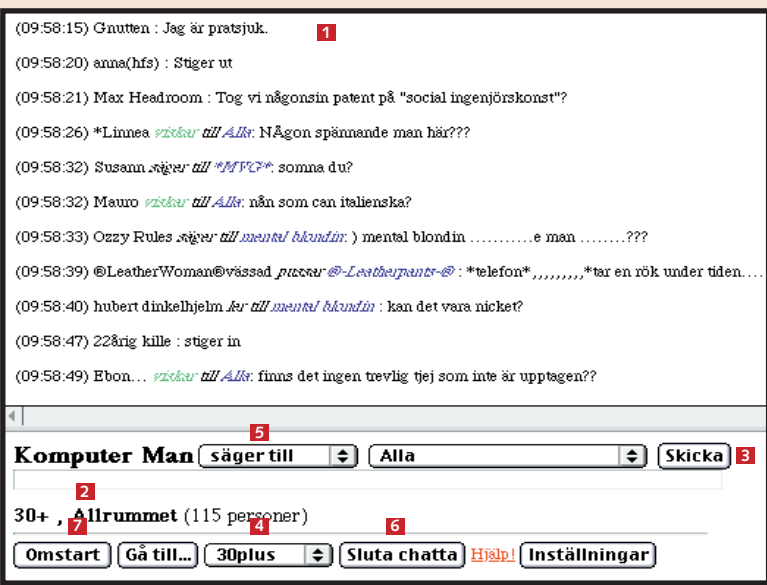 (09:58:15) Gnutten : Jag är pratsjuk. 1
(09:58:20) anna(hfs) : Stiger ut
(09:58:21) Max Headroom : Tog vi någonsin patent på "social ingenjörskonst"?
(09:58:26) *Linnea viskar till Alla: NÅgon spännande man här???
(09:58:32) Susann säger till *MVG*: somna du?
(09:58:32) Mauro viskar till Alla: nån som can italienska?
(09:58:33) Ozzy Rules säger till mental blondin: ) mental blondin ...........e man ........???
(09:58:39) ®LeatherWoman®vässad pussar ®-Leatherpants-® : *telefon*,,,,,,,,,*tar en rök under tiden....
(09:58:40) hubert dinkelhjelm ler till mental blondin : kan det vara nicket?
(09:58:47) 22årig kille : stiger in
(09:58:49) Ebon... viskar till Alla: finns det ingen trevlig tjej som inte är upptagen??
5
Komputer Man säger till Alla Skicka 3
2
30+ , Allrummet (115 personer)
7 4 6
Omstart Gå till... 30plus Sluta chatta Hjälp! Inställningar